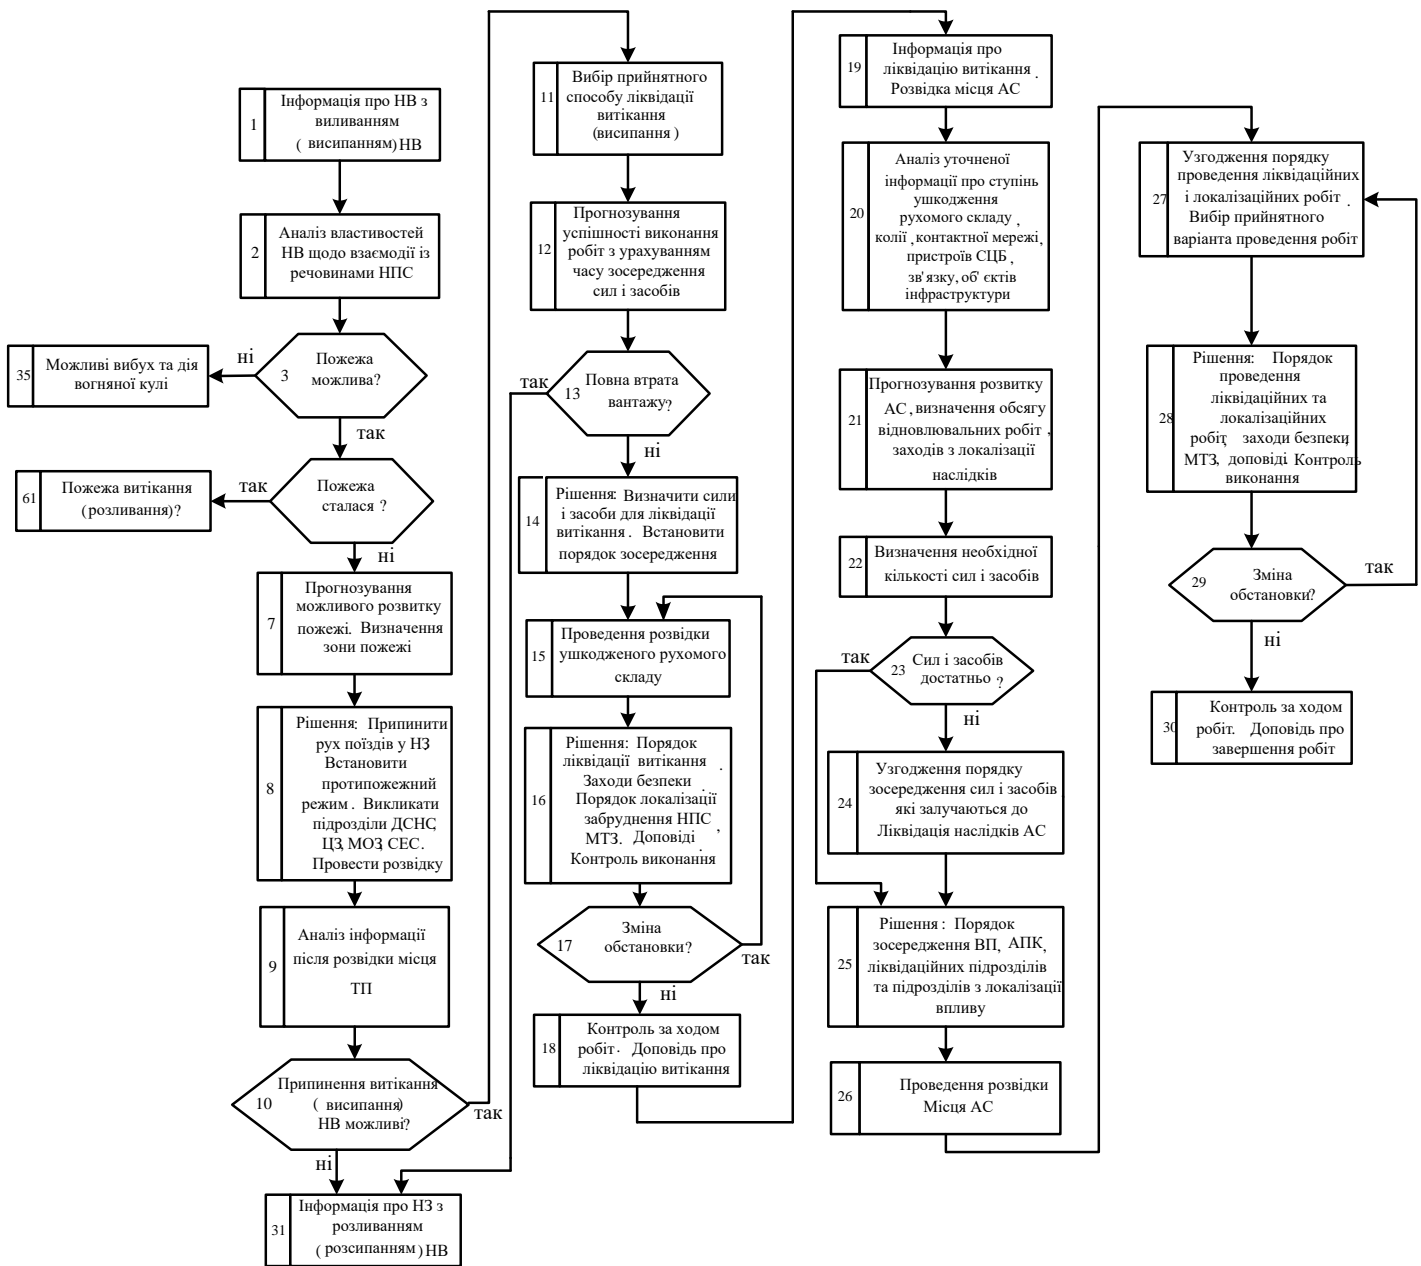 1
Інформація про НВ з
виливанням
( висипанням) НВ
2
Аналіз властивостей
НВ щодо взаємодії із
речовинами НПС
3
Пожежа
можлива?
ні
35
Можливі вибух та дія
вогняної кулі
так
Пожежа
сталася ?
так
61
Пожежа витікання
(розливання)?
ні
7
Прогнозування
можливого розвитку
пожежі. Визначення
зони пожежі
8
Рішення: Припинити
рух поїздів у НЗ
Встановити
протипожежний
режим . Викликати
підрозділи ДСНС,
ЦЗ, МОЗ, СЕС .
Провести розвідку
9
Аналіз інформації
після розвідки місця
ТП
10
Припинення витікання
( висипання)
НВ можливі?
так
ні
31
Інформація про НЗ з
розливанням
( розсипанням) НВ
11
Вибір прийнятного
способу ліквідації
витікання
(висипання )
12
Прогнозування
успішності виконання
робіт з урахуванням
часу зосередження
сил і засобів
13
Повна втрата
вантажу?
так
ні
14
Рішення: Визначити сили
і засоби для ліквідації
витікання . Встановити
порядок зосередження
15
Проведення розвідки
ушкодженого рухомого
складу
16
Рішення: Порядок
ліквідації витікання .
Заходи безпеки .
Порядок локалізації
забруднення НПС ,
МТЗ. Доповіді .
Контроль виконання
17
Зміна
обстановки?
так
ні
18
Контроль за ходом
робіт . Доповідь про
ліквідацію витікання
19
Інформація про
ліквідацію витікання .
Розвідка місця АС
20
Аналіз уточненої
інформації про ступінь
ушкодження
рухомого складу ,
колії , контактної мережі,
пристроїв СЦБ ,
зв'язку, об' єктів
інфраструктури
21
Прогнозування розвитку
АС , визначення обсягу
відновлювальних робіт ,
заходів з локалізації
наслідків
22
Визначення необхідної
кількості сил і засобів
23
Сил і засобів
достатньо ?
так
ні
24
Узгодження порядку
зосередження сил і засобів
які залучаються до
Ліквідація наслідків АС
25
Рішення : Порядок
зосередження ВП, АПК,
ліквідаційних підрозділів
та підрозділів з локалізації
впливу
26
Проведення розвідки
Місця АС
27
Узгодження порядку
проведення ліквідаційних
і локалізаційних робіт .
Вибір прийнятного
варіанта проведення робіт
28
Рішення: Порядок
проведення
ліквідаційних та
локалізаційних
робіт, заходи безпеки,
МТЗ, доповіді. Контроль
виконання
29
Зміна
обстановки?
так
ні
30
Контроль за ходом
робіт. Доповідь про
завершення робіт